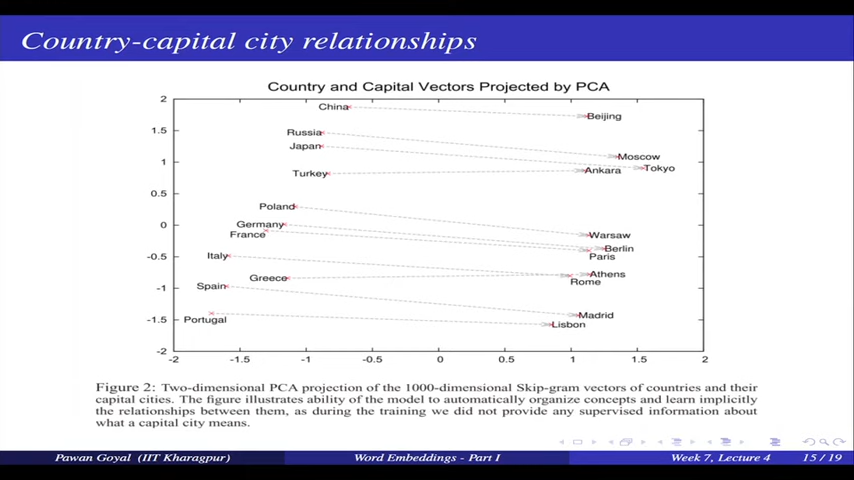 Country-capital city relationships
Country and Capital Vectors Projected by PCA
2
1.5
1
0.5
0
-0.5
-1
-1.5
-2
China
Beijing
Russia
Japan
Moscow
Turkey
Ankara
Tokyo
Poland
Germany
France
Warsaw
Berlin
Paris
Italy
Greece
Athens
Rome
Spain
Madrid
Portugal
Lisbon
-2
-1.5
-1
-0.5
0
0.5
1
1.5
2
Figure 2: Two-dimensional PCA projection of the 1000-dimensional Skip-gram vectors of countries and their
capital cities. The figure illustrates ability of the model to automatically organize concepts and learn implicitly
the relationships between them, as during the training we did not provide any supervised information about
what a capital city means.
Pawan Goyal (IIT Kharagpur)
Word Embeddings - Part I
Week 7, Lecture 4
15 / 19